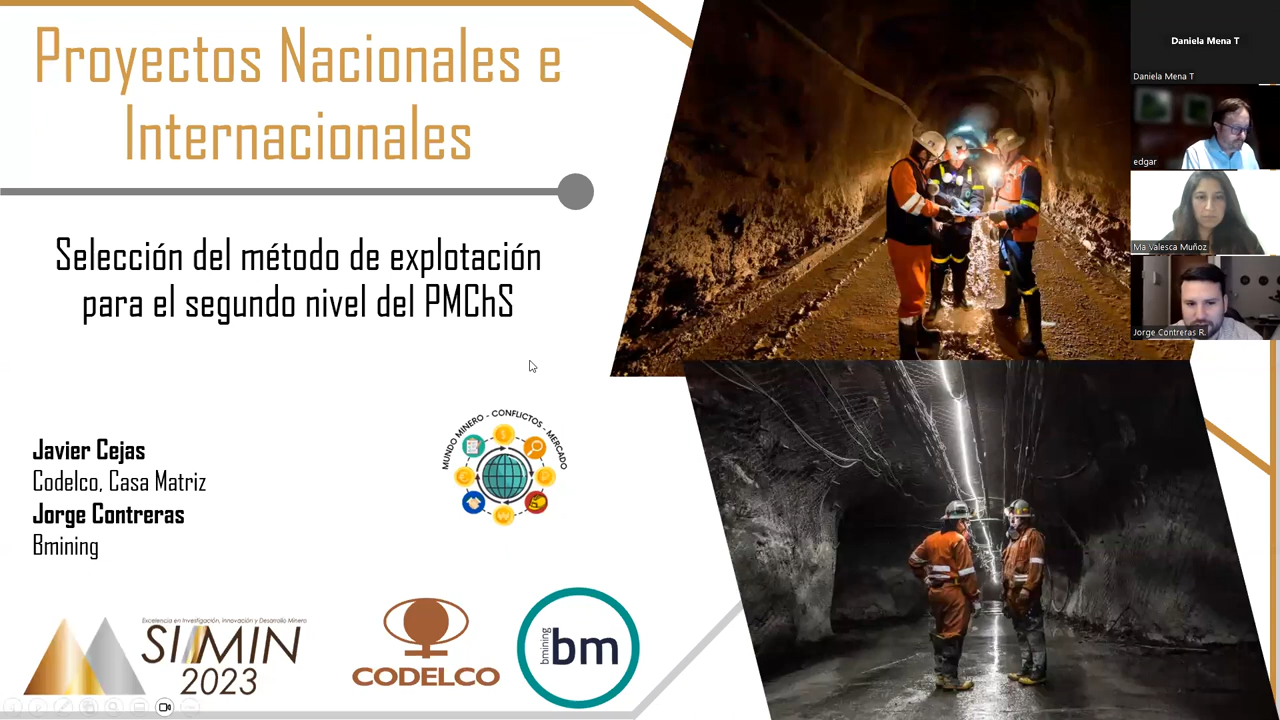 Proyectos Nacionales e
Internacionales
Selección del método de explotación
para el segundo nivel del PMChS
Javier Cejas
Codelco, Casa Matriz
Jorge Contreras
Bmining
MUNDO MINERO - CONFLICTOS - MERCADO
Excelencia en Investigación, Innovación y Desarrollo Minero
SIMIN
2023
CODELCO
bmining
bm
Daniela Mena T
Daniela Mena T
edgar
Ma Valesca Muñoz
Jorge Contreras R.